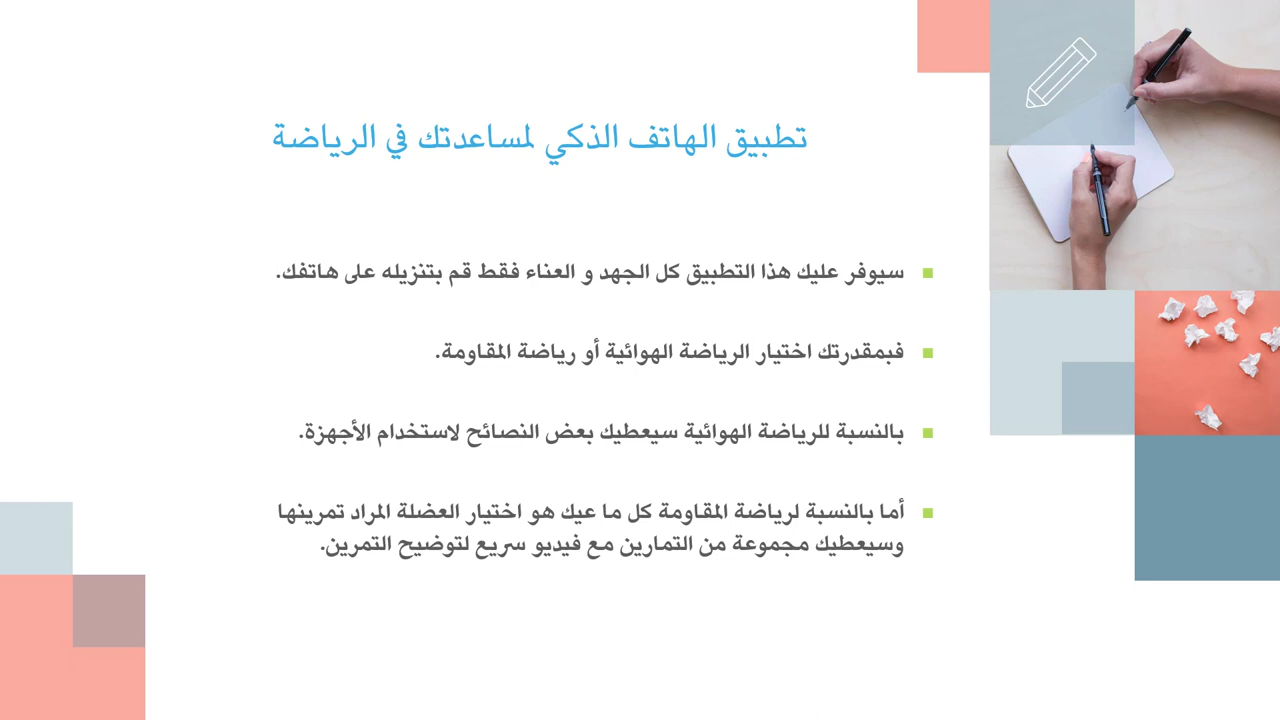 تطبيق الهاتف الذكي لمساعدتك في الرياضة
سيوفر عليك هذا التطبيق كل الجهد و العناء فقط قم بتنزيله على هاتفك.
فبمقدرتك اختيار الرياضة الهوائية أو رياضة المقاومة.
بالنسبة للرياضة الهوائية سيعطيك بعض النصائح لاستخدام الأجهزة.
أما بالنسبة لرياضة المقاومة كل ما عيك هو اختيار العضلة المراد تمرينها
وسيعطيك مجموعة من التمارين مع فيديو سريع لتوضيح التمرين.